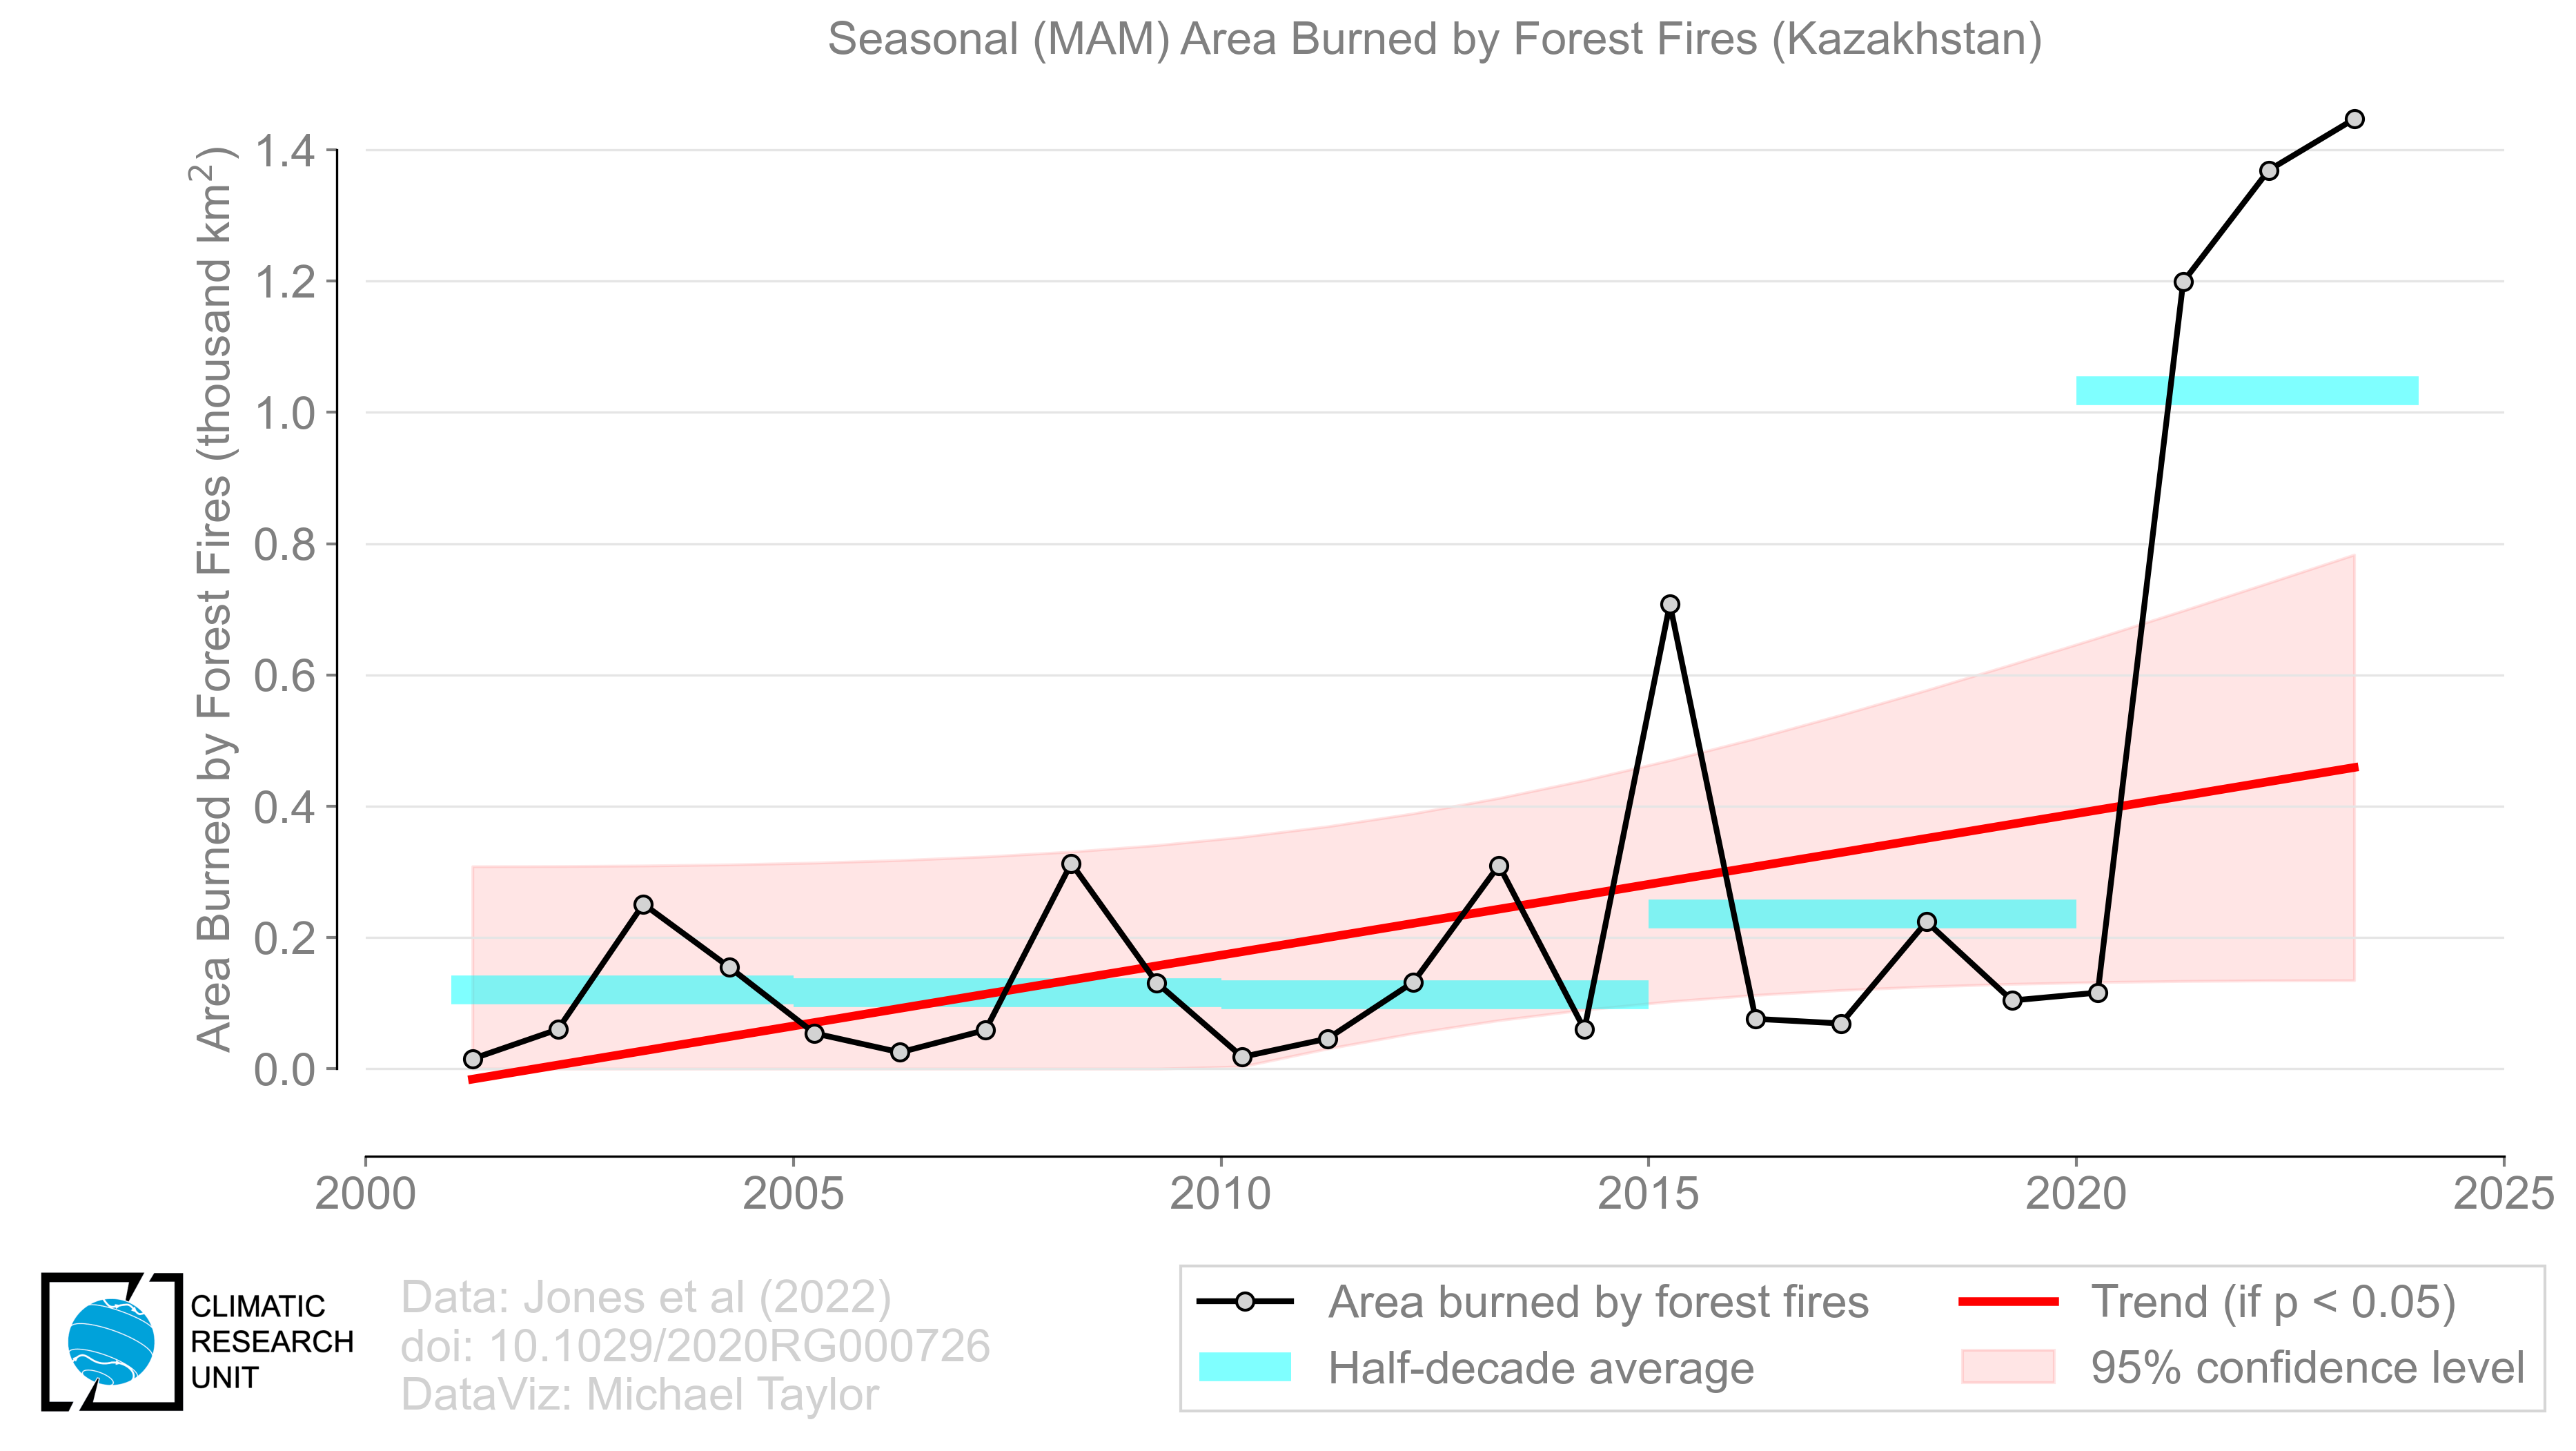 Seasonal (MAM) Area Burned by Forest Fires (Kazakhstan)
Area Burned by Forest Fires (thousand km²)
1.4
1.2
1.0
0.8
0.6
0.4
0.2
0.0
2000 2005 2010 2015 2020 2025
CLIMATIC
RESEARCH
UNIT
Data: Jones et al (2022)
doi: 10.1029/2020RG000726
DataViz: Michael Taylor
Area burned by forest fires
Half-decade average
Trend (if p < 0.05)
95% confidence level